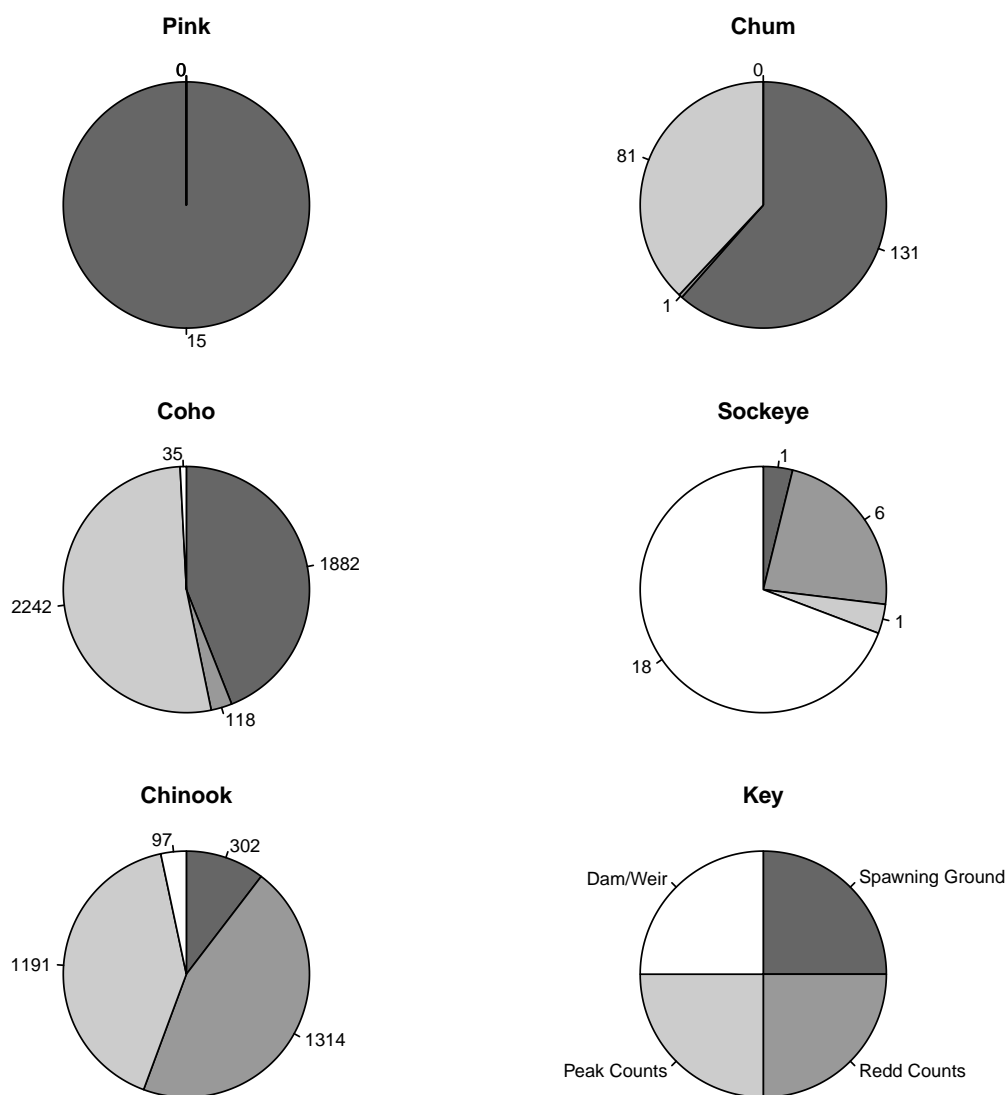 Pink
0
15
Chum
0
81
131
1
Coho
35
1882
2242
118
Sockeye
1
6
1
18
Chinook
97
302
1191
1314
Key
Dam/Weir
Spawning Ground
Peak Counts
Redd Counts